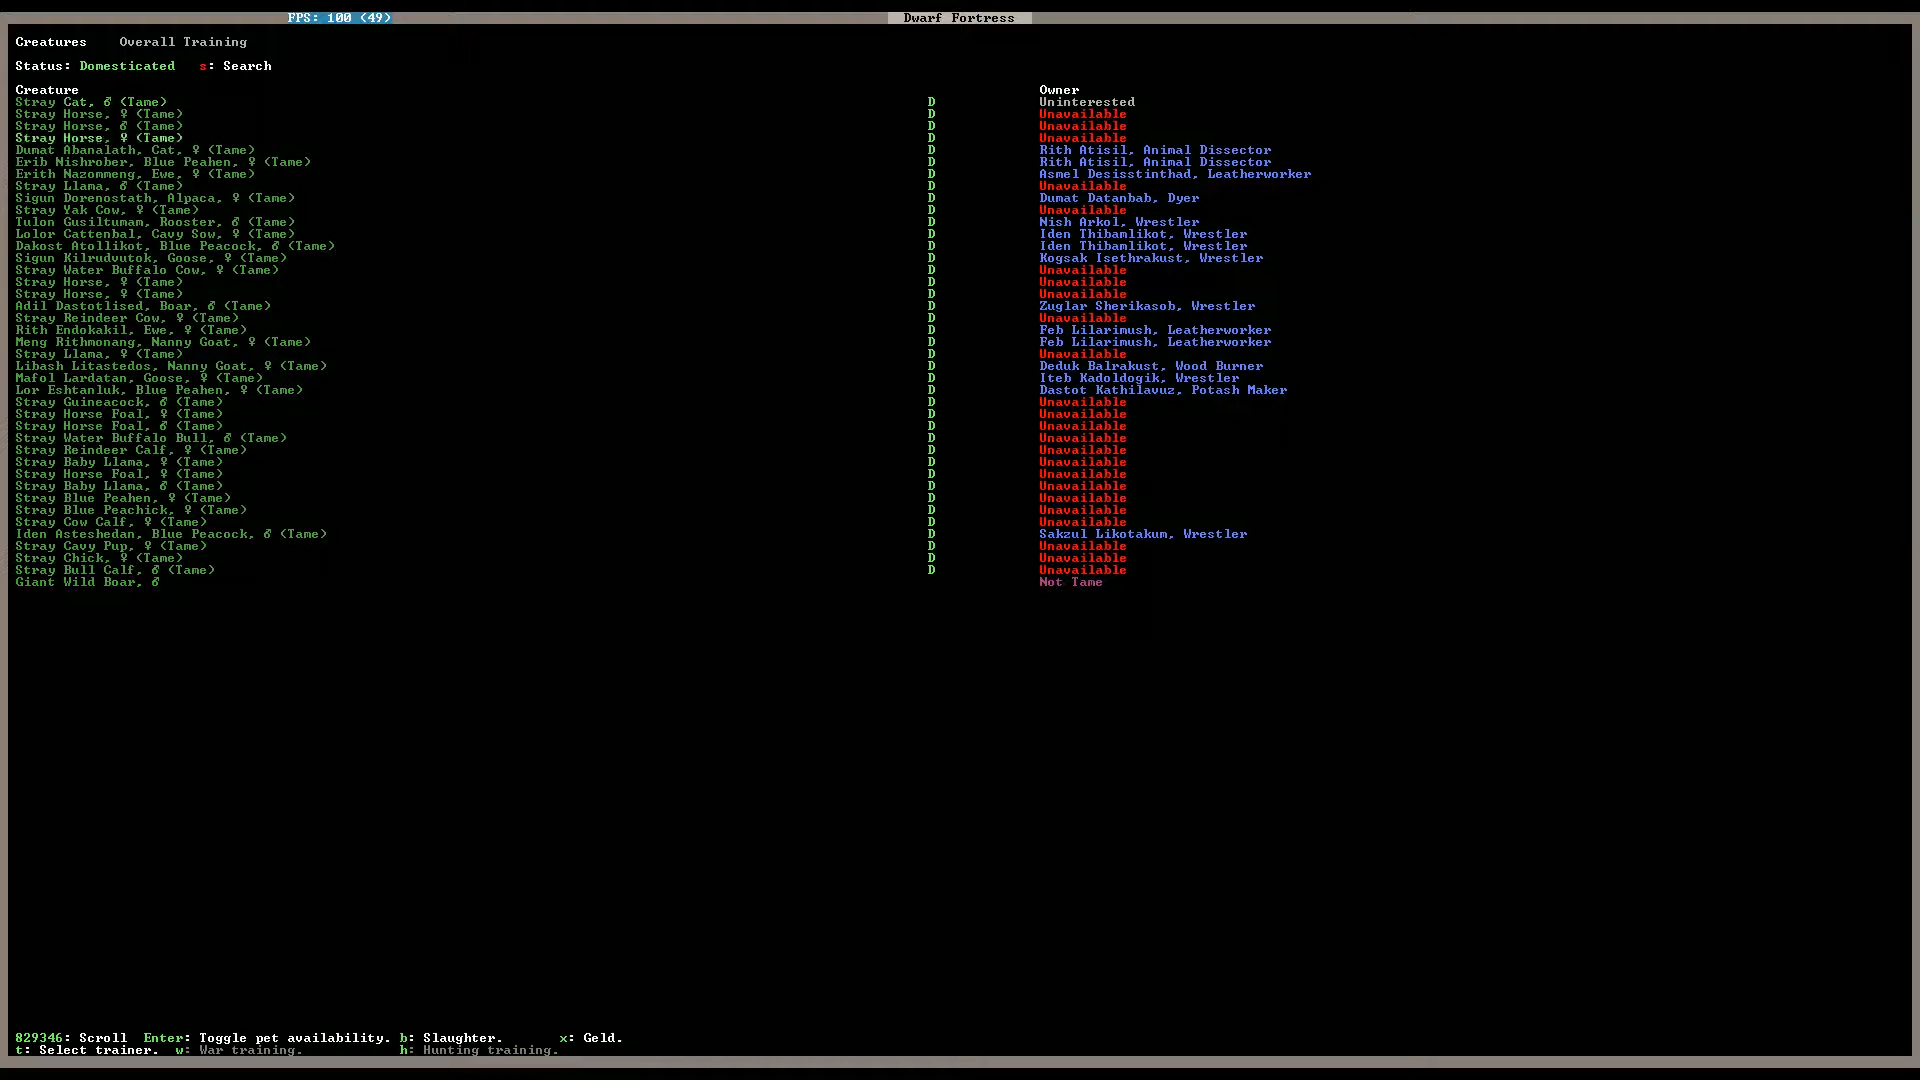 FPS: 100 (49) Dwarf Fortress
Creatures Overall Training
Status: Domesticated s: Search
Creature Owner
Stray Cat, ♂ (Tame) D Uninterested
Stray Horse, ♀ (Tame) D Unavailable
Stray Horse, ♂ (Tame) D Unavailable
Stray Horse, ♀ (Tame) D Unavailable
Dumat Abanalath, Cat, ♀ (Tame) D Rith Atisil, Animal Dissector
Erib Nishrober, Blue Peahen, ♀ (Tame) D Rith Atisil, Animal Dissector
Erith Nazommeng, Ewe, ♀ (Tame) D Asmel Desisstinthad, Leatherworker
Stray Llama, ♂ (Tame) D Unavailable
Sigun Dorenostath, Alpaca, ♀ (Tame) D Dumat Datanbab, Dyer
Stray Yak Cow, ♀ (Tame) D Unavailable
Tulon Gusiltumam, Rooster, ♂ (Tame) D Nish Arkol, Wrestler
Lolor Cattenbal, Cavy Sow, ♀ (Tame) D Iden Thibamlikot, Wrestler
Dakost Atollikot, Blue Peacock, ♂ (Tame) D Iden Thibamlikot, Wrestler
Sigun Kilrudvutok, Goose, ♀ (Tame) D Kogsak Isethrakust, Wrestler
Stray Water Buffalo Cow, ♀ (Tame) D Unavailable
Stray Horse, ♀ (Tame) D Unavailable
Stray Horse, ♀ (Tame) D Unavailable
Adil Dastotlised, Boar, ♂ (Tame) D Zuglar Sherikasob, Wrestler
Stray Reindeer Cow, ♀ (Tame) D Unavailable
Rith Endokakil, Ewe, ♀ (Tame) D Feb Lilarimush, Leatherworker
Meng Rithmonang, Nanny Goat, ♀ (Tame) D Feb Lilarimush, Leatherworker
Stray Llama, ♀ (Tame) D Unavailable
Libash Litastedos, Nanny Goat, ♀ (Tame) D Deduk Balrakust, Wood Burner
Mafol Lardatan, Goose, ♀ (Tame) D Iteb Kadoldogik, Wrestler
Lor Eshtanluk, Blue Peahen, ♀ (Tame) D Dastot Kathilavuz, Potash Maker
Stray Guineacock, ♂ (Tame) D Unavailable
Stray Horse Foal, ♀ (Tame) D Unavailable
Stray Horse Foal, ♂ (Tame) D Unavailable
Stray Water Buffalo Bull, ♂ (Tame) D Unavailable
Stray Reindeer Calf, ♀ (Tame) D Unavailable
Stray Baby Llama, ♀ (Tame) D Unavailable
Stray Horse Foal, ♀ (Tame) D Unavailable
Stray Baby Llama, ♂ (Tame) D Unavailable
Stray Blue Peahen, ♀ (Tame) D Unavailable
Stray Blue Peachick, ♀ (Tame) D Unavailable
Stray Cow Calf, ♀ (Tame) D Unavailable
Iden Asteshedan, Blue Peacock, ♂ (Tame) D Sakzul Likotakum, Wrestler
Stray Cavy Pup, ♀ (Tame) D Unavailable
Stray Chick, ♀ (Tame) D Unavailable
Stray Bull Calf, ♂ (Tame) D Unavailable
Giant Wild Boar, ♂ Not Tame
829346: Scroll Enter: Toggle pet availability. b: Slaughter. x: Geld.
t: Select trainer. w: War training. h: Hunting training.